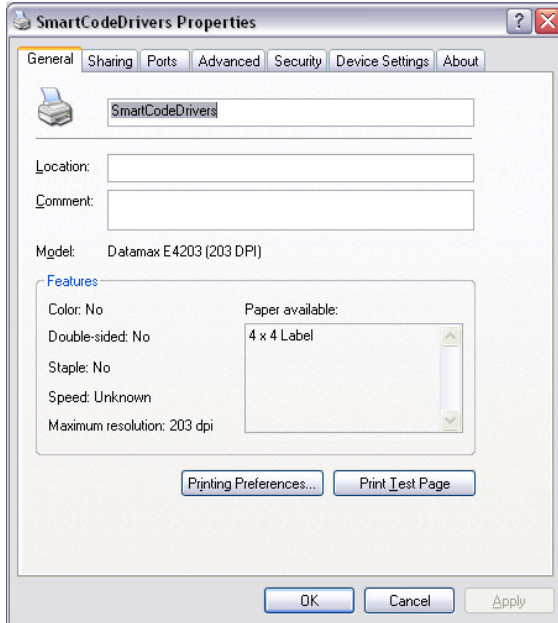 SmartCodeDrivers Properties
?
X
General Sharing Ports Advanced Security Device Settings About
SmartCodeDrivers
Location:
Comment:
Model: Datamax E4203 (203 DPI)
Features
Color: No
Paper available:
Double-sided: No
4 x 4 Label
Staple: No
Speed: Unknown
Maximum resolution: 203 dpi
Printing Preferences... Print Test Page
OK Cancel Apply